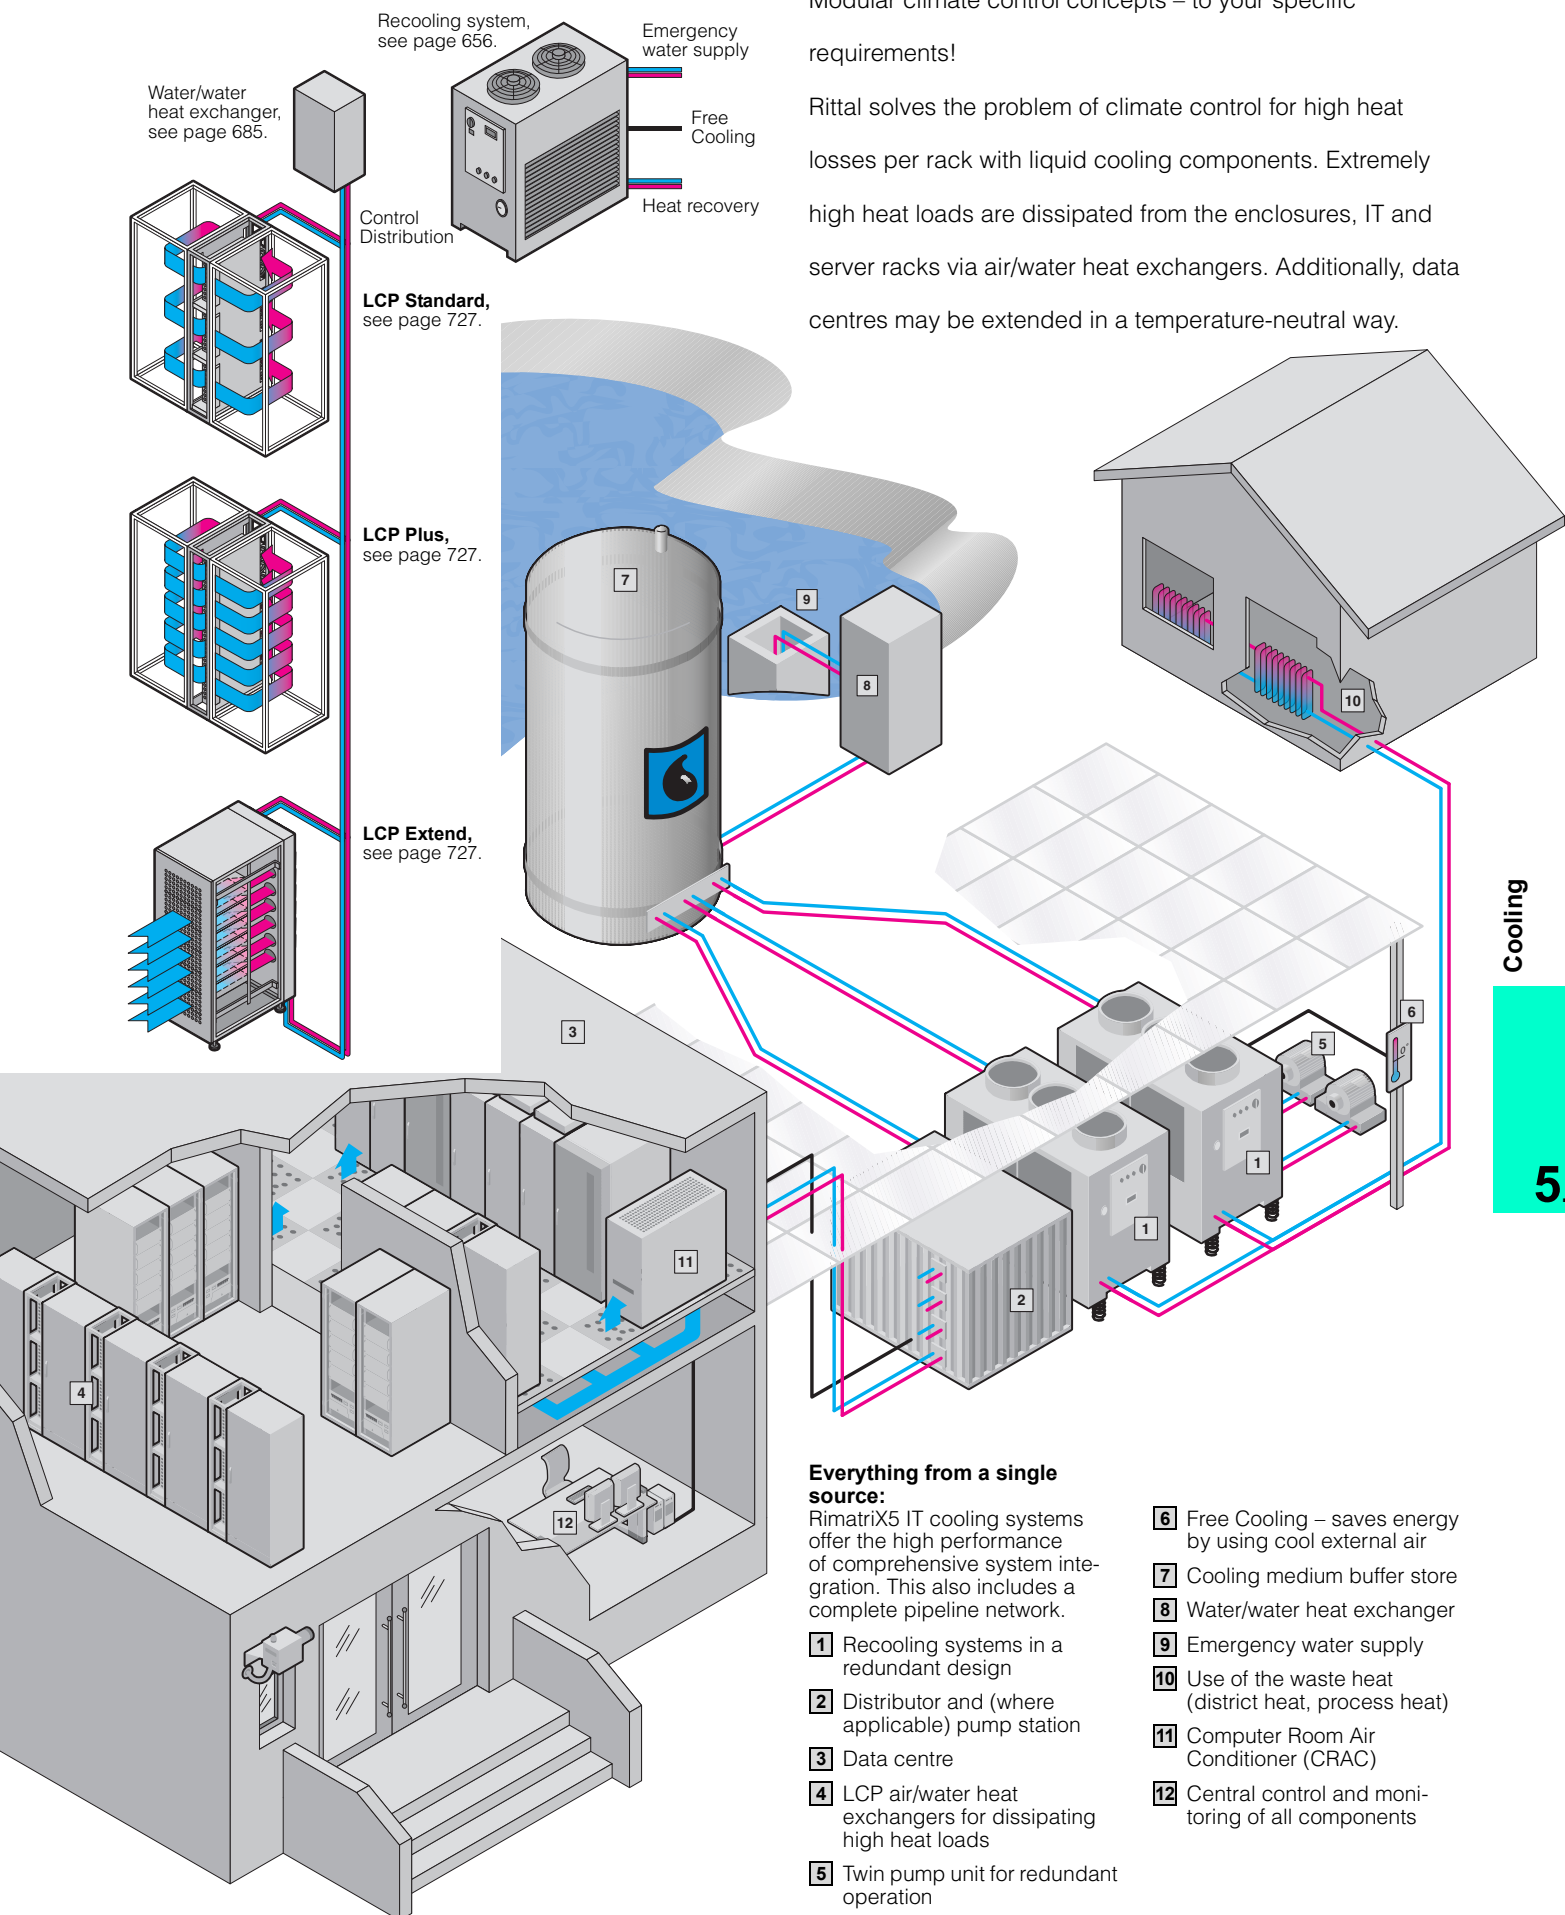 Modular climate control concepts – to your specific
requirements!
Rittal solves the problem of climate control for high heat
losses per rack with liquid cooling components. Extremely
high heat loads are dissipated from the enclosures, IT and
server racks via air/water heat exchangers. Additionally, data
centres may be extended in a temperature-neutral way.
Recooling system,
see page 656.
Emergency
water supply
Free
Cooling
Heat recovery
Water/water
heat exchanger,
see page 685.
Control
Distribution
LCP Standard,
see page 727.
LCP Plus,
see page 727.
LCP Extend,
see page 727.
7
9
8
10
3
6
0°
5
1
1
2
11
4
12
Cooling
5.
Everything from a single
source:
RimatriX5 IT cooling systems
offer the high performance
of comprehensive system inte-
gration. This also includes a
complete pipeline network.
1 Recooling systems in a
redundant design
2 Distributor and (where
applicable) pump station
3 Data centre
4 LCP air/water heat
exchangers for dissipating
high heat loads
5 Twin pump unit for redundant
operation
6 Free Cooling – saves energy
by using cool external air
7 Cooling medium buffer store
8 Water/water heat exchanger
9 Emergency water supply
10 Use of the waste heat
(district heat, process heat)
11 Computer Room Air
Conditioner (CRAC)
12 Central control and moni-
toring of all components